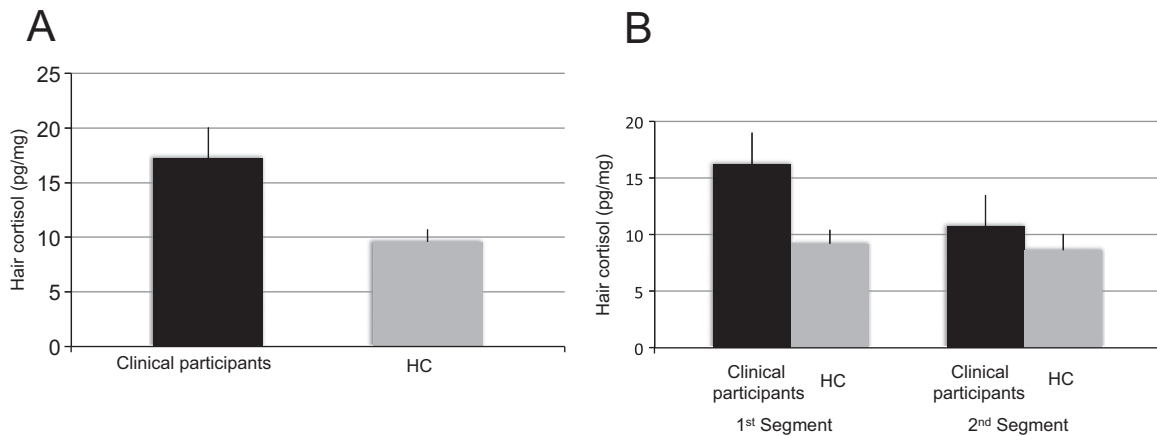 A
Hair cortisol (pg/mg)
25
20
15
10
5
0
Clinical participants
HC
B
Hair cortisol (pg/mg)
20
15
10
5
0
Clinical participants
HC
Clinical participants
HC
1st Segment
2nd Segment